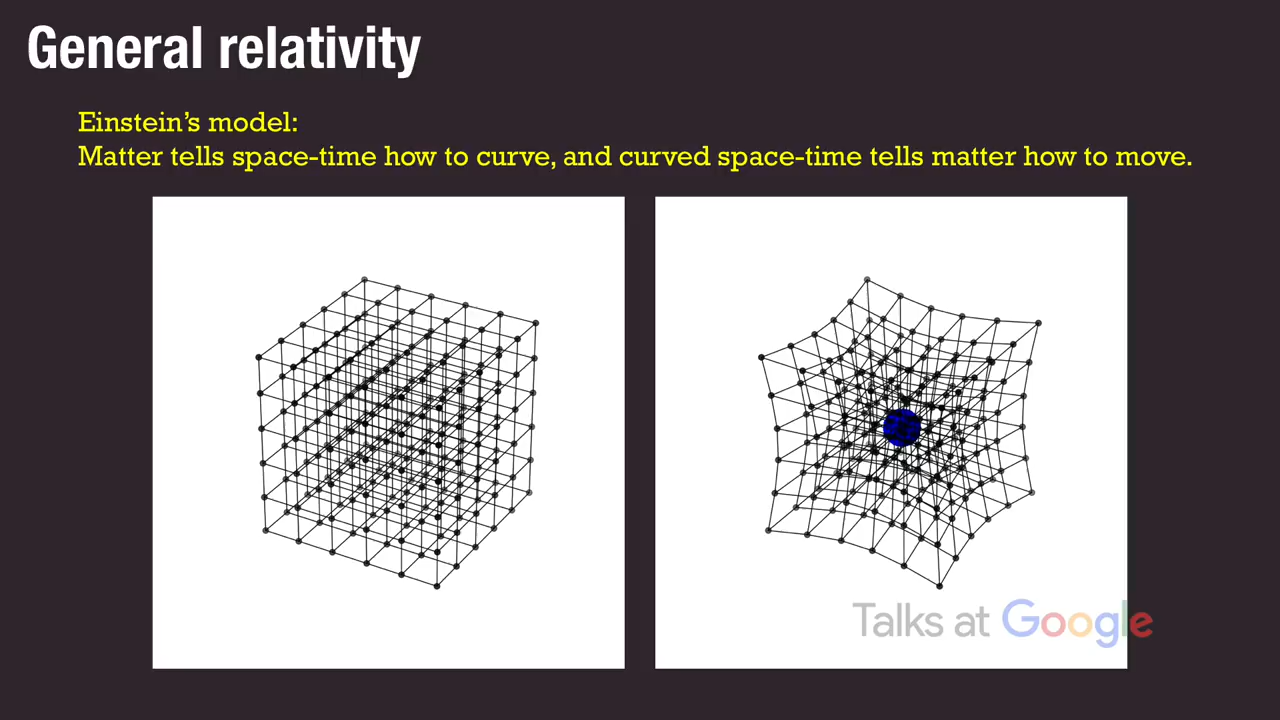 General relativity
Einstein's model:
Matter tells space-time how to curve, and curved space-time tells matter how to move.
Talks at Google